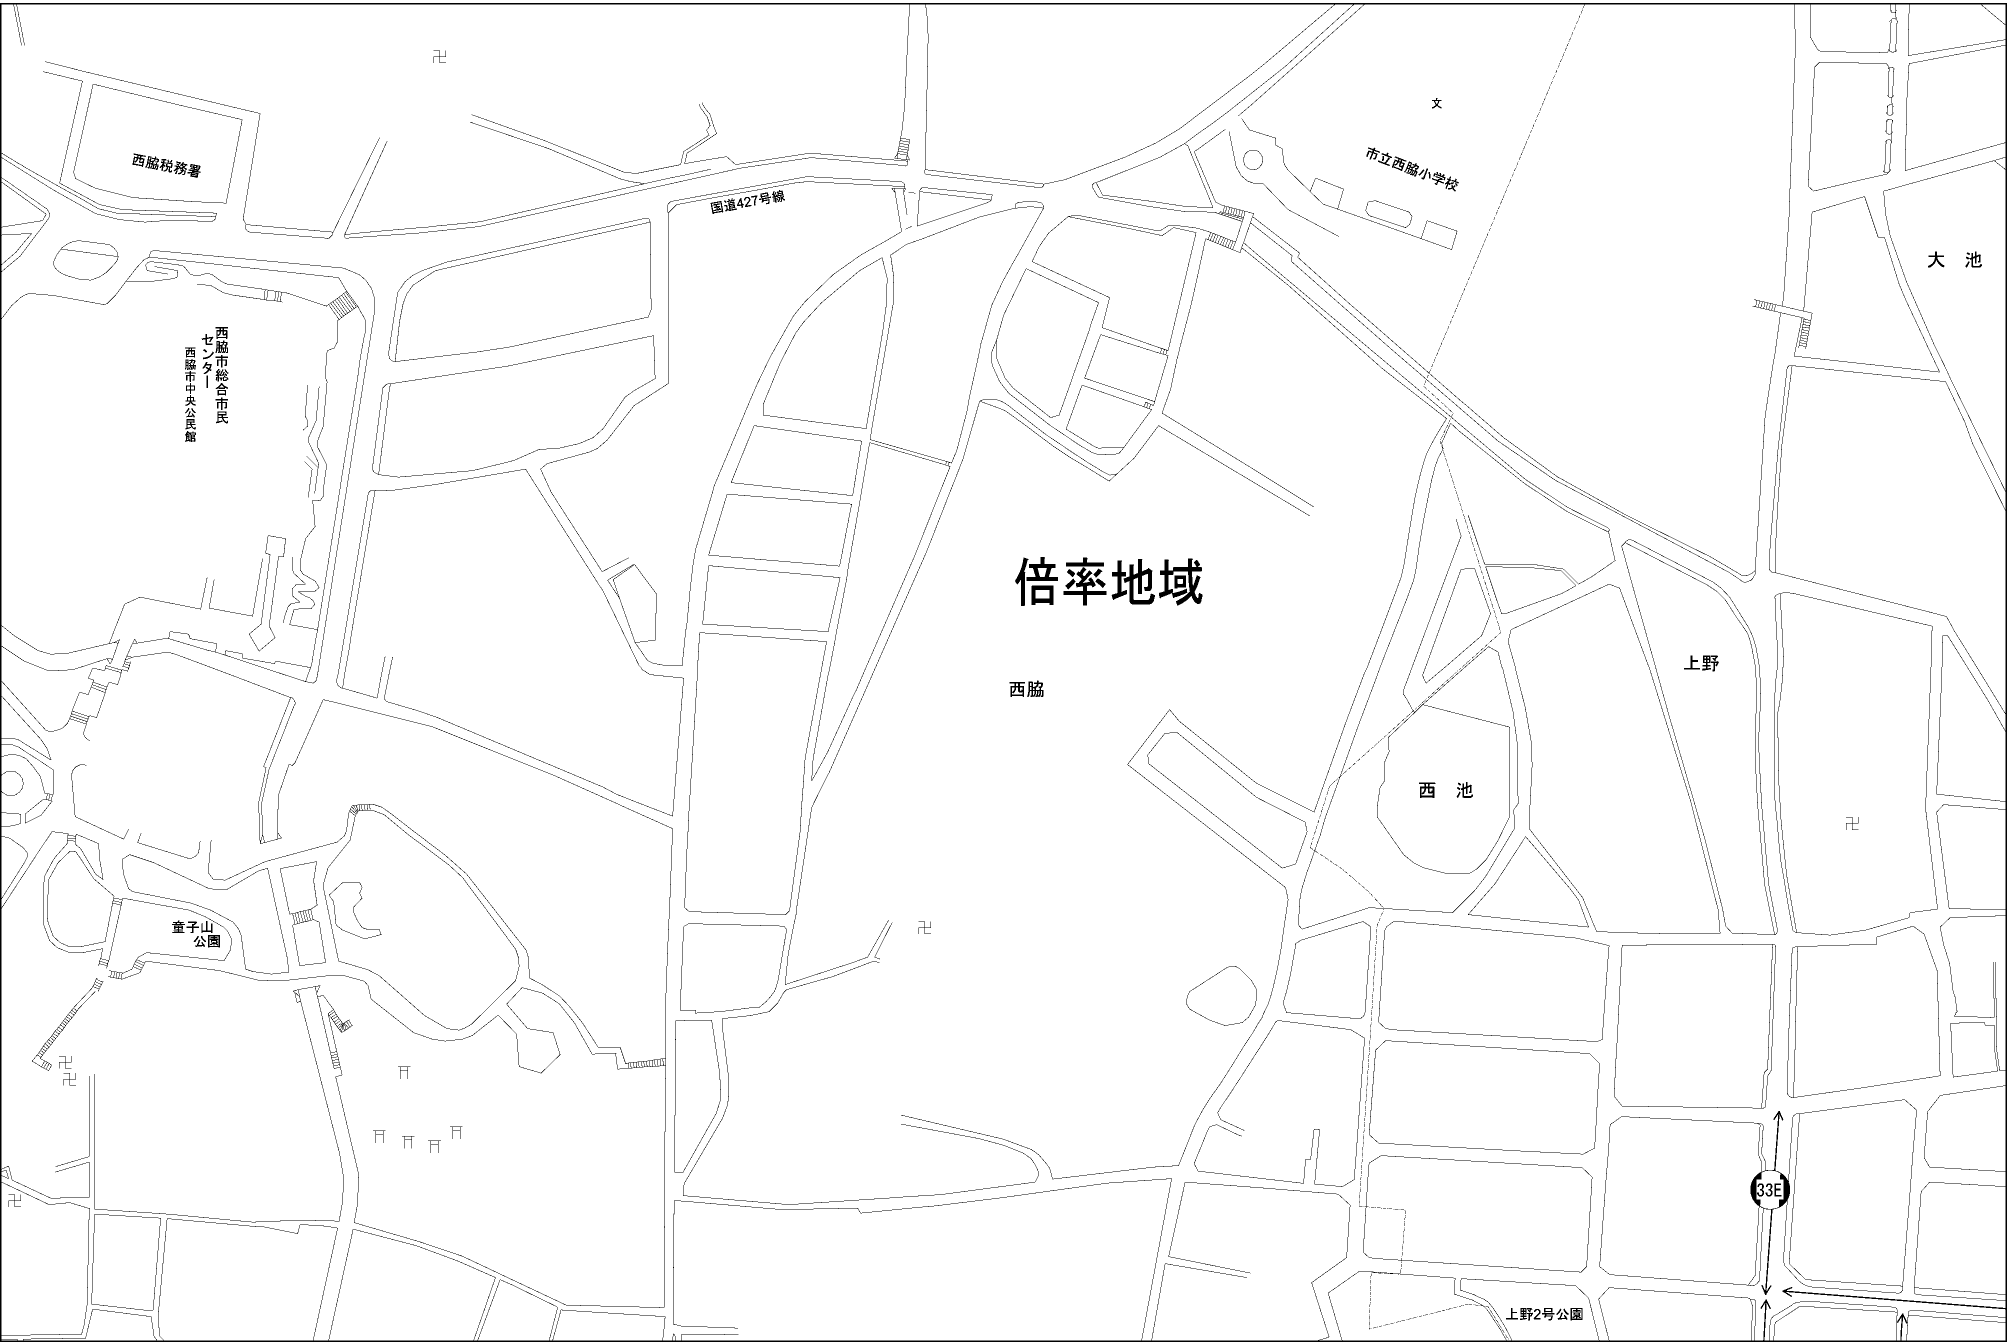 文
西脇税務署
市立西脇小学校
国道427号線
大 池
西脇市総合市民
センター
西脇市中央公民館
倍率地域
上野
西脇
西 池
童子山
公園
33E
上野2号公園